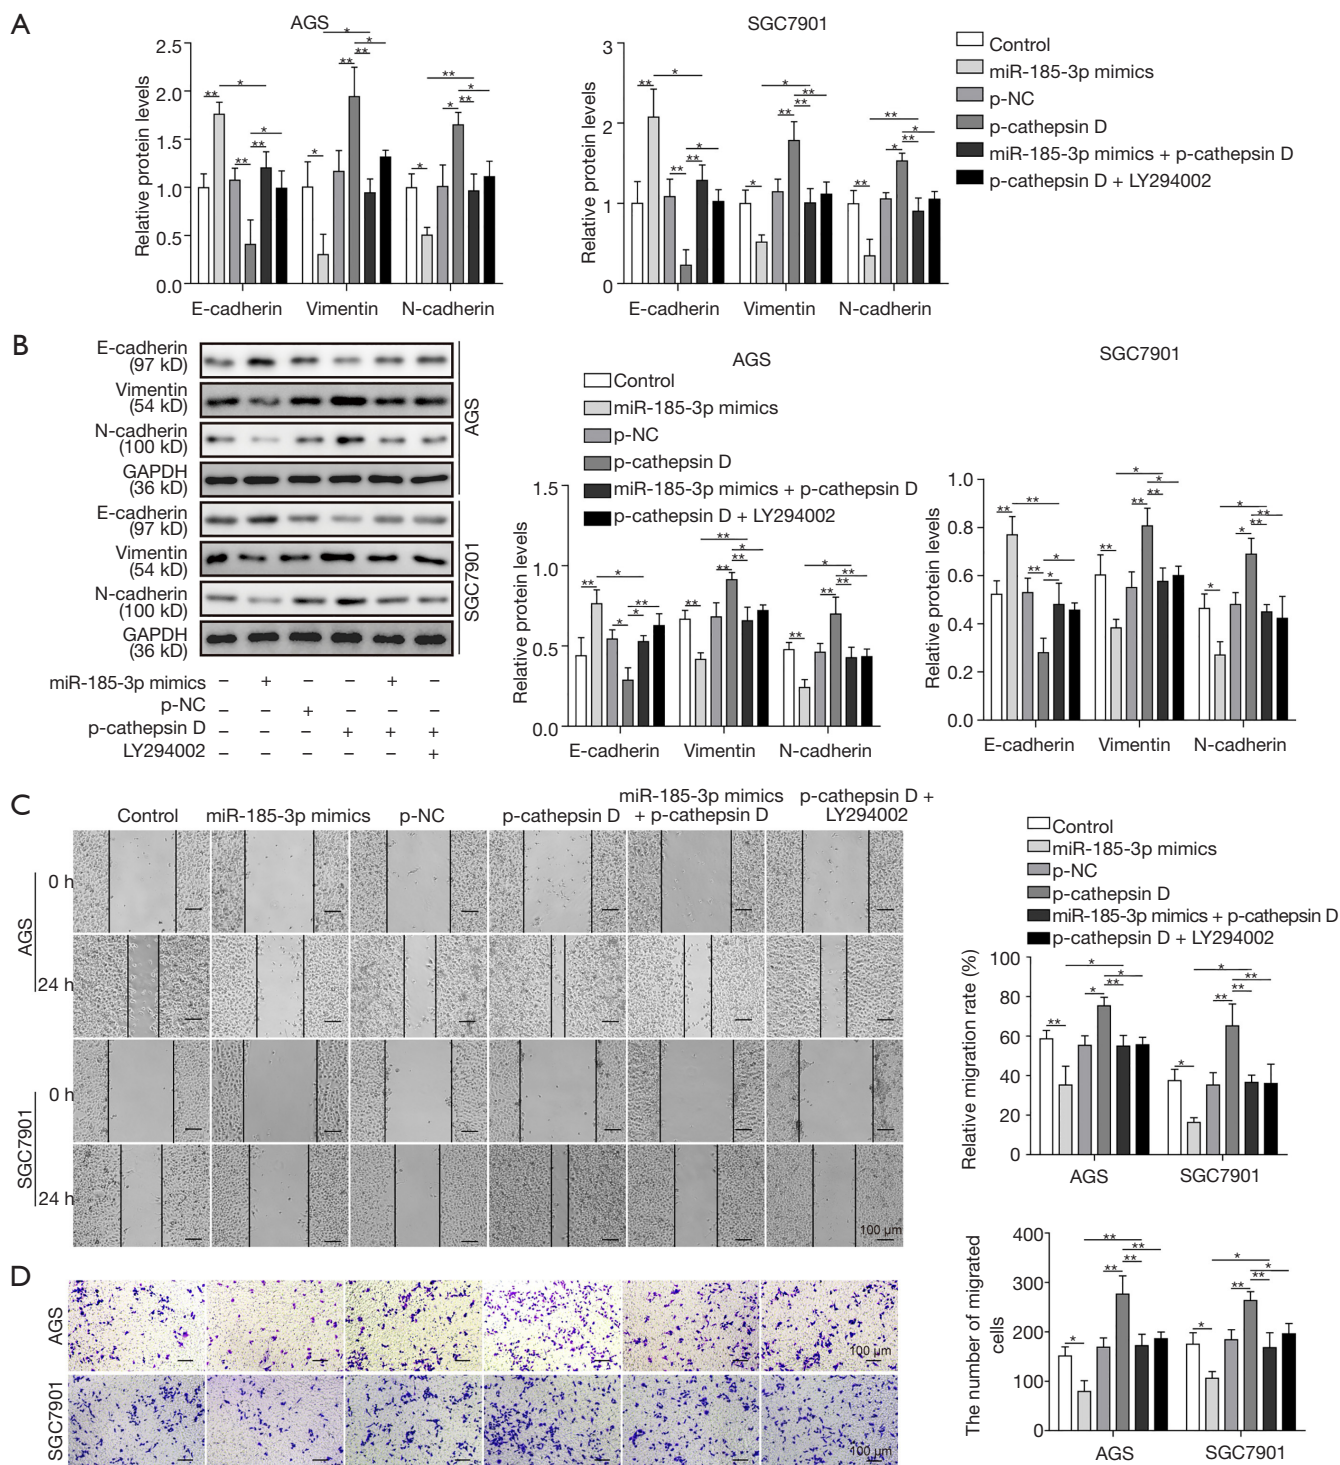 A
AGS
Relative protein levels
2.5
2.0
1.5
1.0
0.5
0.0
** * ** ** * * ** * ** * * ** * ** *
E-cadherin Vimentin N-cadherin
SGC7901
Relative protein levels
3
2
1
0
** * ** ** * * * ** ** ** ** ** * ** *
E-cadherin Vimentin N-cadherin
Control
miR-185-3p mimics
p-NC
p-cathepsin D
miR-185-3p mimics + p-cathepsin D
p-cathepsin D + LY294002
B
E-cadherin
(97 kD)
Vimentin
(54 kD)
N-cadherin
(100 kD)
GAPDH
(36 kD)
AGS
E-cadherin
(97 kD)
Vimentin
(54 kD)
N-cadherin
(100 kD)
GAPDH
(36 kD)
SGC7901
miR-185-3p mimics – + – – + –
p-NC – – + – – –
p-cathepsin D – – – + + +
LY294002 – – – – – +
AGS
Control
miR-185-3p mimics
p-NC
p-cathepsin D
miR-185-3p mimics + p-cathepsin D
p-cathepsin D + LY294002
Relative protein levels
1.5
1.0
0.5
0.0
** * * * ** ** ** ** ** * ** ** ** **
E-cadherin Vimentin N-cadherin
SGC7901
Relative protein levels
1.0
0.8
0.6
0.4
0.2
0.0
** ** ** * * ** * ** ** * * * * ** **
E-cadherin Vimentin N-cadherin
C
Control
miR-185-3p mimics
p-NC
p-cathepsin D
miR-185-3p mimics
+ p-cathepsin D
p-cathepsin D +
LY294002
AGS
0 h
24 h
SGC7901
0 h
24 h
100 μm
Control
miR-185-3p mimics
p-NC
p-cathepsin D
miR-185-3p mimics + p-cathepsin D
p-cathepsin D + LY294002
Relative migration rate (%)
100
80
60
40
20
0
** * * ** * * ** * ** **
AGS SGC7901
D
AGS
100 μm
SGC7901
100 μm
The number of migrated
cells
400
300
200
100
0
* ** ** ** ** * ** * ** *
AGS SGC7901